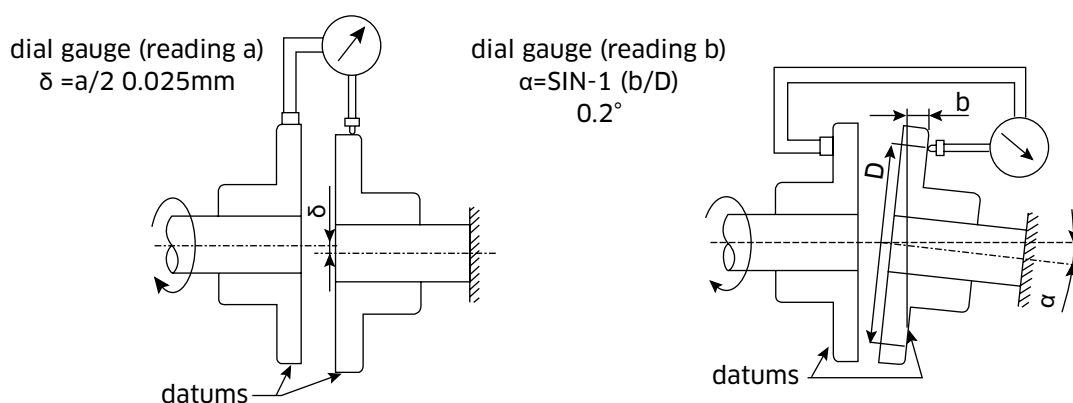 dial gauge (reading a)
δ =a/2 0.025mm
dial gauge (reading b)
α=SIN-1 (b/D)
0.2°
b
D
δ
α
datums
datums